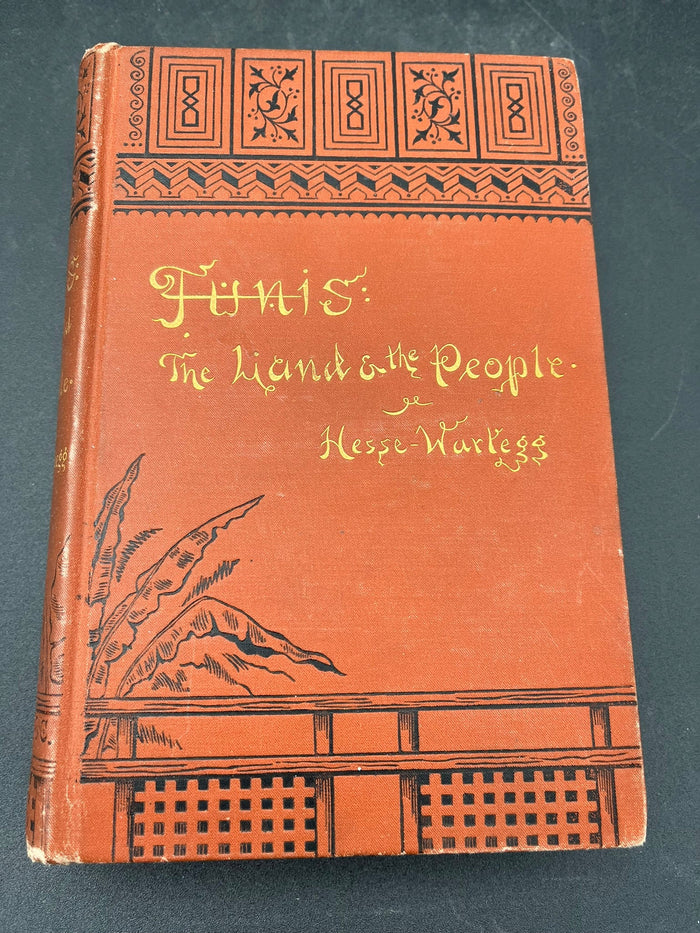 Tunis:
The Land & the People.
Hesse-Wartegg